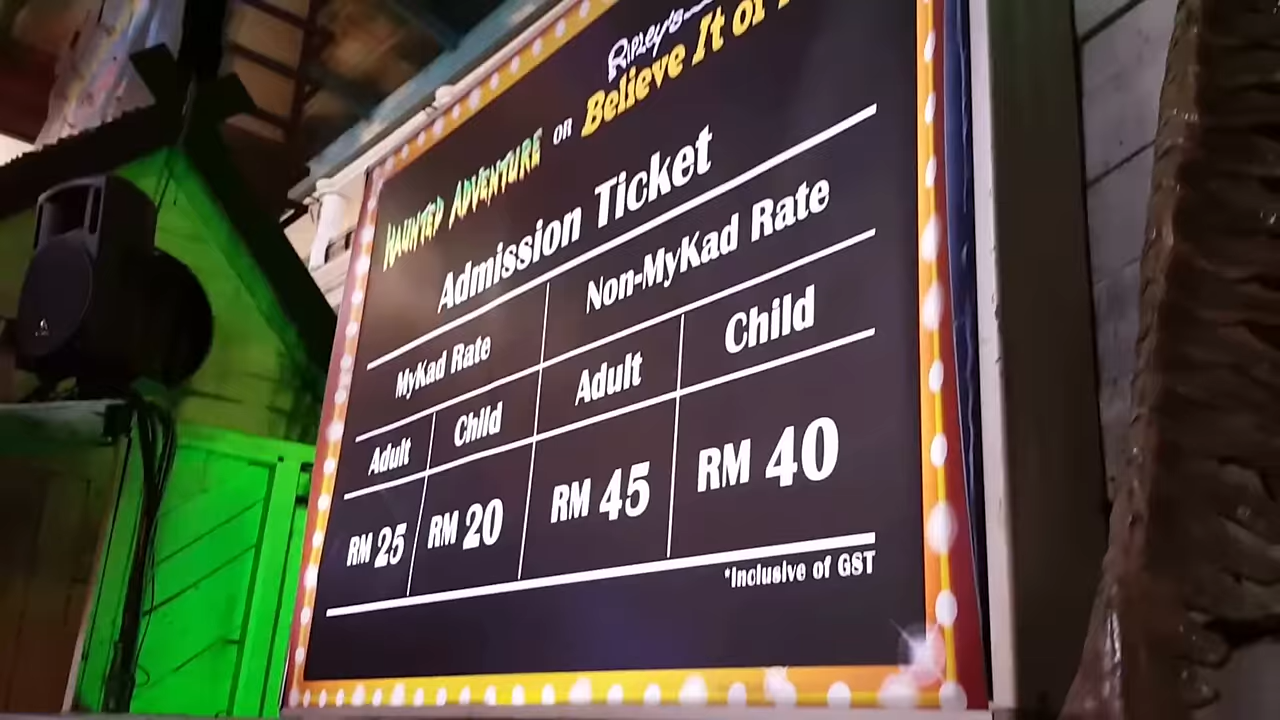 Ripley's
HAUNTED ADVENTURE OR Believe It or
Admission Ticket
MyKad Rate Non-MyKad Rate
Adult Child Adult Child
RM 25 RM 20 RM 45 RM 40
*Inclusive of GST